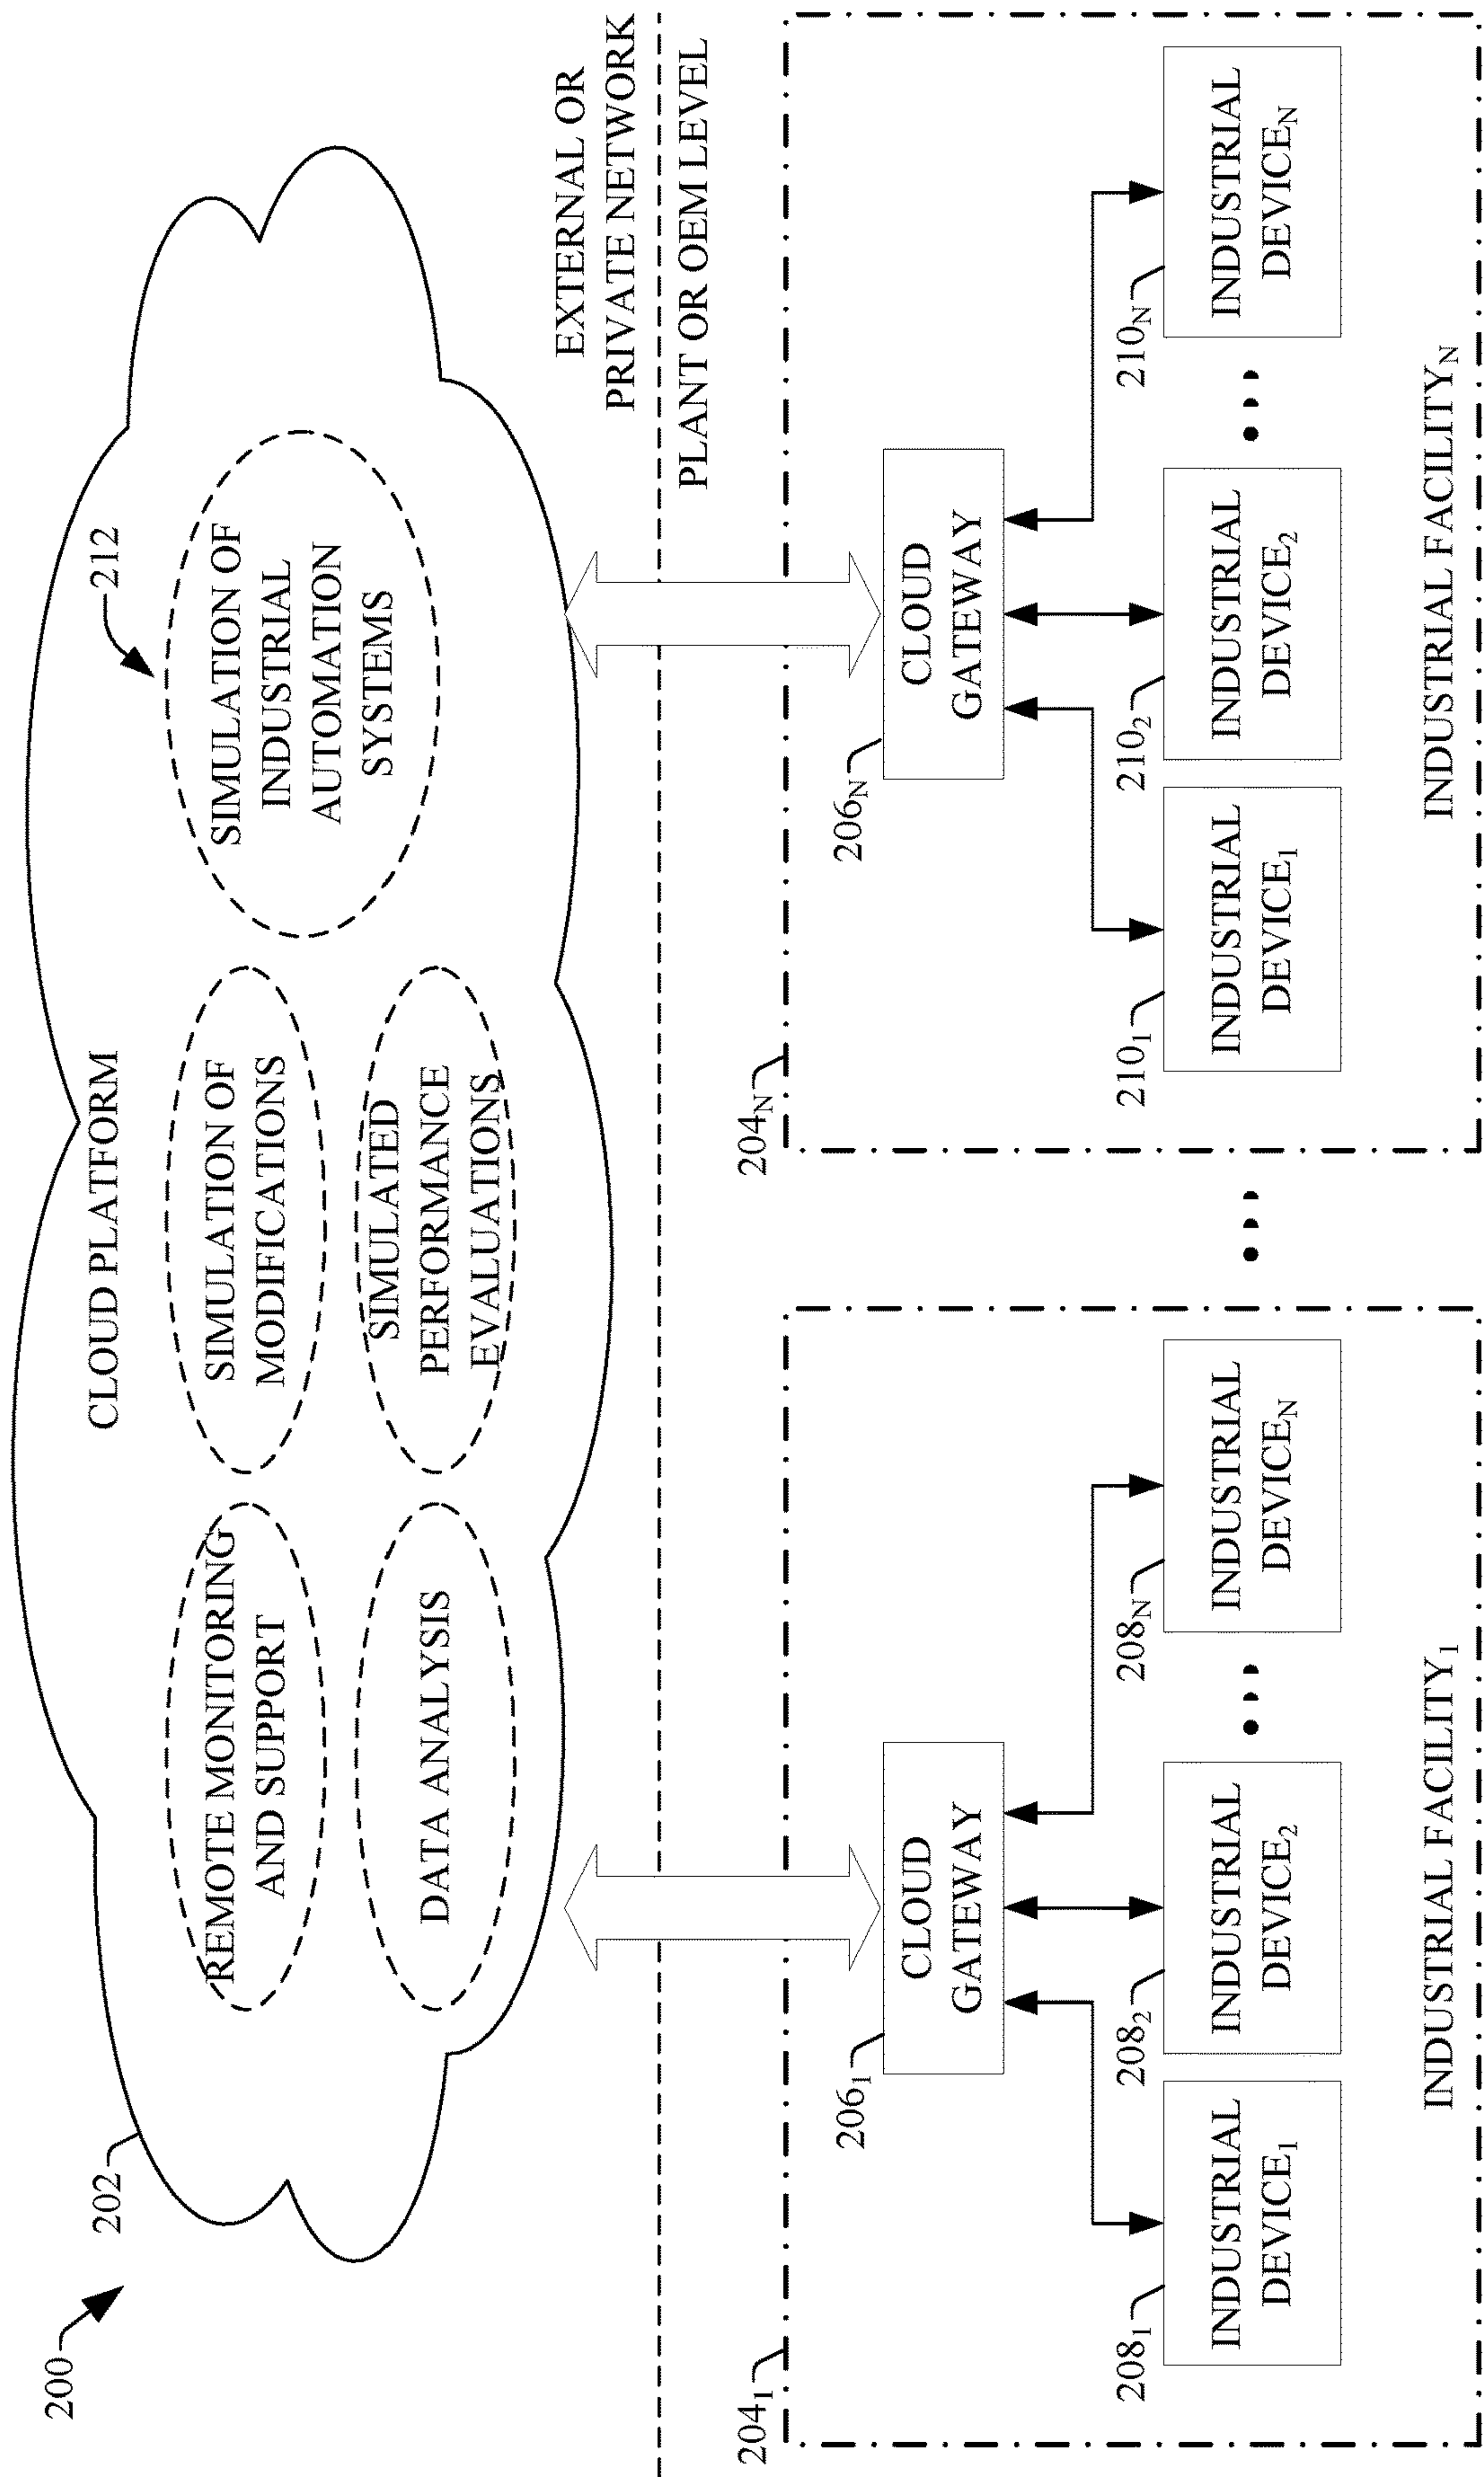 200
202
CLOUD PLATFORM
REMOTE MONITORING
AND SUPPORT
SIMULATION OF
MODIFICATIONS
212
SIMULATION OF
INDUSTRIAL
AUTOMATION
SYSTEMS
DATA ANALYSIS
SIMULATED
PERFORMANCE
EVALUATIONS
EXTERNAL OR
PRIVATE NETWORK
PLANT OR OEM LEVEL
204₁
206₁
CLOUD
GATEWAY
208₁
INDUSTRIAL
DEVICE₁
208₂
INDUSTRIAL
DEVICE₂
• • •
208N
INDUSTRIAL
DEVICEN
INDUSTRIAL FACILITY₁
• • •
204N
206N
CLOUD
GATEWAY
210₁
INDUSTRIAL
DEVICE₁
210₂
INDUSTRIAL
DEVICE₂
• • •
210N
INDUSTRIAL
DEVICEN
INDUSTRIAL FACILITYN